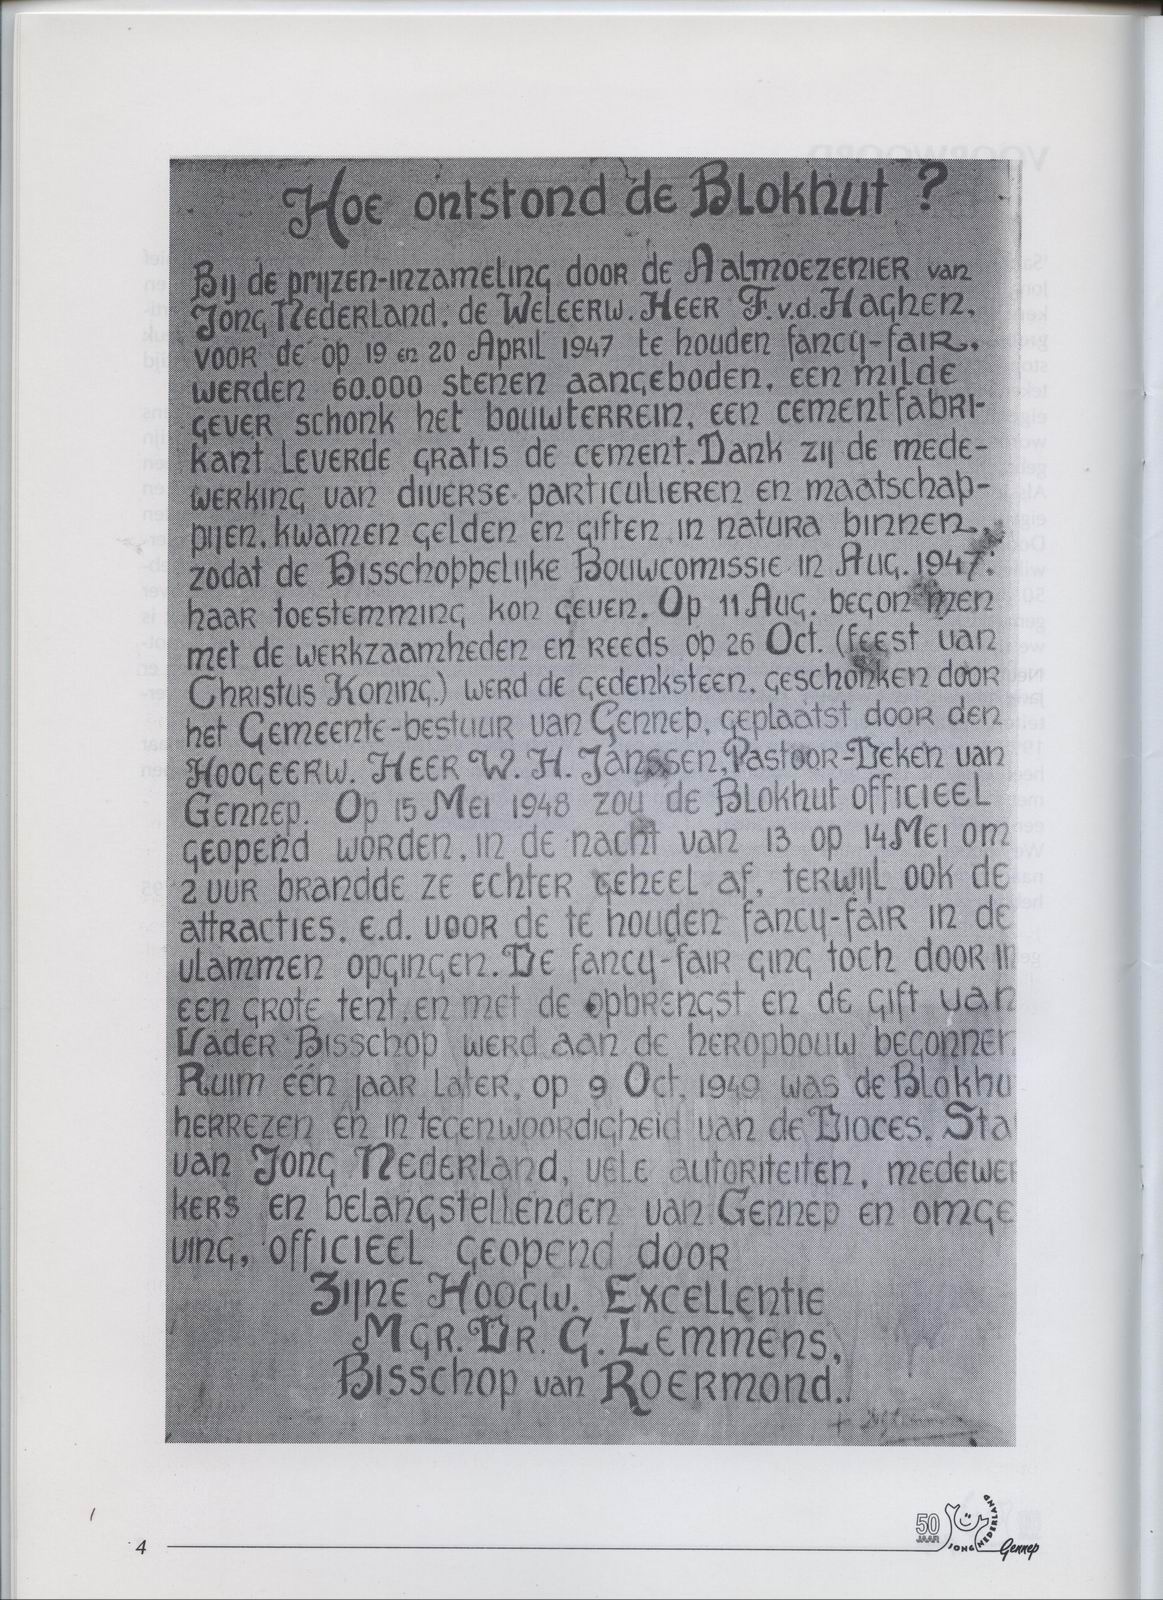 Hoe ontstond de Blokhut ?
Bij de prijzen-inzameling door de Aalmoezenier van
Jong Nederland: de Weleerw. Heer F. v.d. Haghen,
voor de op 19 en 20 April 1947 te houden fancy-fair,
werden 60.000 stenen aangeboden, een milde
gever schonk het bouwterrein, een cementfabri-
kant leverde gratis de cement. Dank zij de mede-
werking van diverse particulieren en maatschap-
pijen, kwamen gelden en giften in natura binnen,
zodat de Bisschoppelijke Bouwcomissie in Aug. 1947
haar toestemming kon geven. Op 11 Aug. begonnen
met de werkzaamheden en reeds op 26 Oct. (feest van
Christus Koning.) werd de gedenksteen, geschonken door
het Gemeente-bestuur van Gennep, geplaatst door den
Hoogeerw. Heer W. H. Janssen, Pastoor-Deken van
Gennep. Op 15 Mei 1948 zou de Blokhut officieel
geopend worden, in de nacht van 13 op 14 Mei om
2 uur brandde ze echter geheel af, terwijl ook de
attracties, e.d. voor de te houden fancy-fair in de
vlammen opgingen. De fancy-fair ging toch door in
een grote tent, en met de opbrengst en de gift van
Vader Bisschop werd aan de heropbouw begonnen
Ruim één jaar later, op 9 Oct. 1949 was de Blokhu
herrezen en in tegenwoordigheid van de Dioces. Sta
van Jong Nederland, vele autoriteiten, medewer
kers en belangstellenden van Gennep en omge
ving, officieel geopend door
Zijne Hoogw. Excellentie
Mgr. Dr. G. Lemmens,
Bisschop van Roermond.
4
50
JAAR
JONG NEDERLAND
Gennep